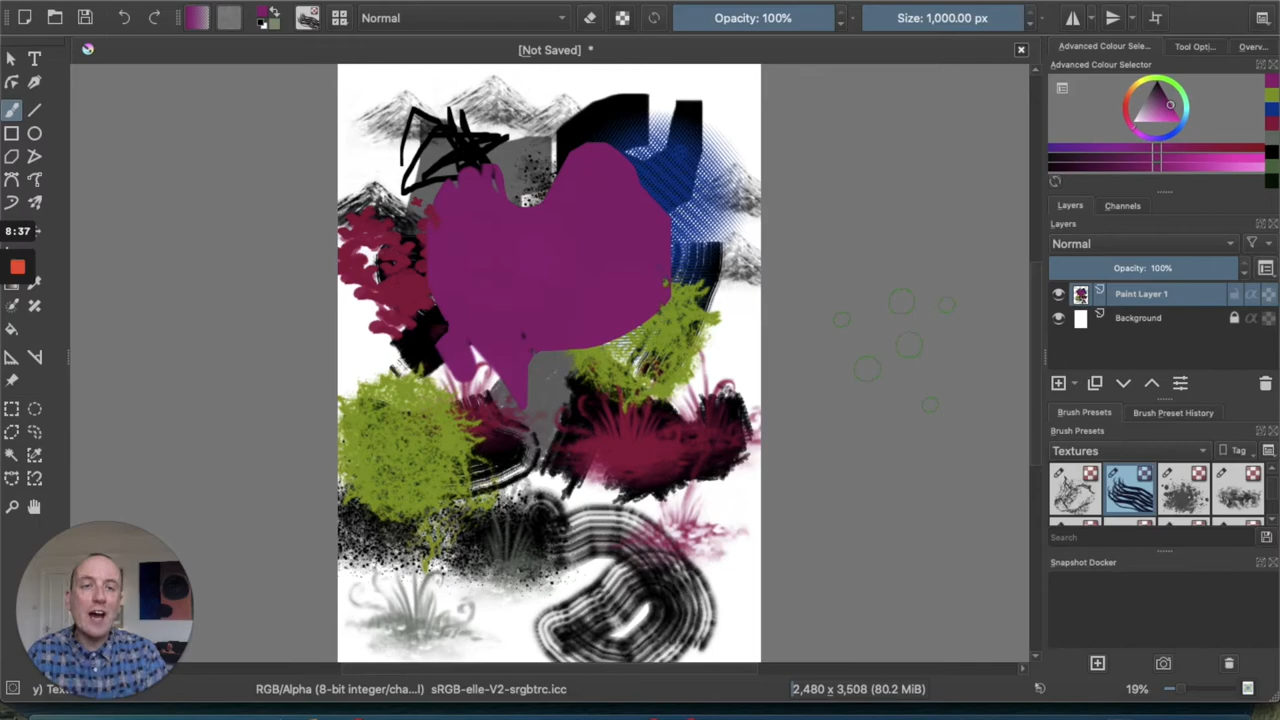 Normal
Opacity: 100%
Size: 1,000.00 px
[Not Saved] *
Advanced Colour Sele...
Tool Opti...
Overv...
Advanced Colour Selector
Layers
Channels
Layers
Normal
Opacity: 100%
Paint Layer 1
Background
Brush Presets
Brush Preset History
Brush Presets
Textures
Tag
Search
Snapshot Docker
8:37
y) Tex
RGB/Alpha (8-bit integer/cha...l) sRGB-elle-V2-srgbtrc.icc
2,480 x 3,508 (80.2 MiB)
19%